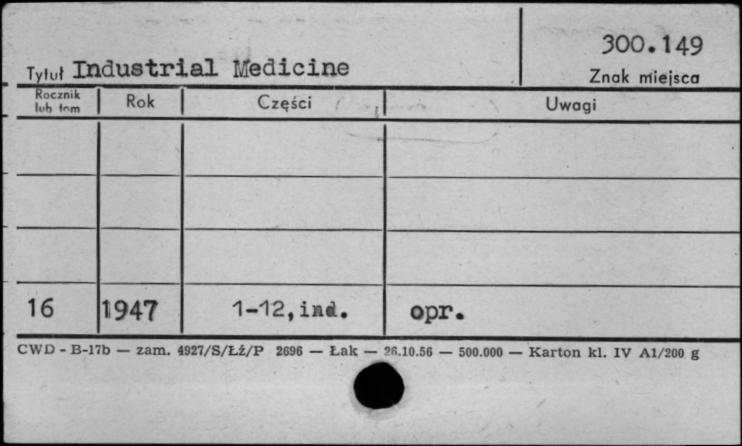 300.149
Tytuł Industrial Medicine
Znak miejsca
Rocznik lub tom Rok Części Uwagi
16 1947 1-12, ind. opr.
CWD - B-17b — zam. 4927/S/Łź/P 2696 — Łak — 26.10.56 — 500.000 — Karton kl. IV A1/200 g